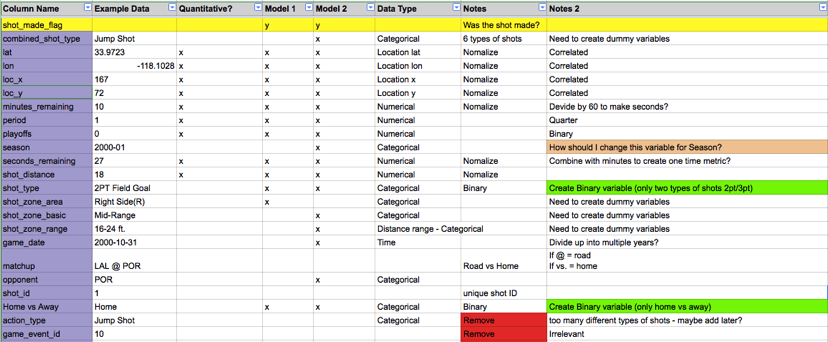 Column Name Example Data Quantitative? Model 1 Model 2 Data Type Notes Notes 2
shot_made_flag y y Was the shot made?
combined_shot_type Jump Shot x x Categorical 6 types of shots Need to create dummy variables
lat 33.9723 x x x Location lat Nomalize Correlated
lon -118.1028 x x x Location lon Nomalize Correlated
loc_x 167 x x x Location x Nomalize Correlated
loc_y 72 x x x Location y Nomalize Correlated
minutes_remaining 10 x x x Numerical Nomalize Devide by 60 to make seconds?
period 1 x x x Numerical Quarter
playoffs 0 x x x Numerical Binary
season 2000-01 x Categorical How should I change this variable for Season?
seconds_remaining 27 x x x Numerical Nomalize Combine with minutes to create one time metric?
shot_distance 18 x x x Numerical Nomalize
shot_type 2PT Field Goal x x Categorical Binary Create Binary variable (only two types of shots 2pt/3pt)
shot_zone_area Right Side(R) x Categorical Need to create dummy variables
shot_zone_basic Mid-Range x Categorical Need to create dummy variables
shot_zone_range 16-24 ft. x Distance range - Categorical Need to create dummy variables
game_date 2000-10-31 x Time Divide up into multiple years?
If @ = road
matchup LAL @ POR Road vs Home If vs. = home
opponent POR x Categorical
shot_id 1 unique shot ID
Home vs Away Home x x Categorical Binary Create Binary variable (only home vs away)
action_type Jump Shot Categorical Remove too many different types of shots - maybe add later?
game_event_id 10 Remove Irrelevant